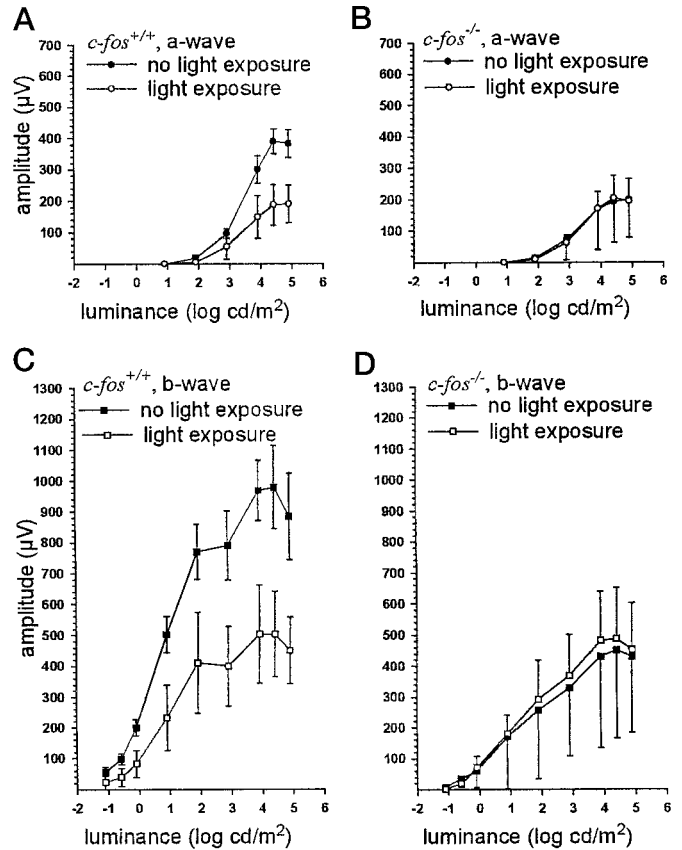 A
c-fos+/+, a-wave
no light exposure
light exposure
700
600
500
400
300
200
100
amplitude (µV)
-2 -1 0 1 2 3 4 5 6
luminance (log cd/m²)
B
c-fos-/-, a-wave
no light exposure
light exposure
700
600
500
400
300
200
100
-2 -1 0 1 2 3 4 5 6
luminance (log cd/m²)
C
c-fos+/+, b-wave
no light exposure
light exposure
1300
1200
1100
1000
900
800
700
600
500
400
300
200
100
amplitude (µV)
-2 -1 0 1 2 3 4 5 6
luminance (log cd/m²)
D
c-fos-/-, b-wave
no light exposure
light exposure
1300
1200
1100
1000
900
800
700
600
500
400
300
200
100
-2 -1 0 1 2 3 4 5 6
luminance (log cd/m²)